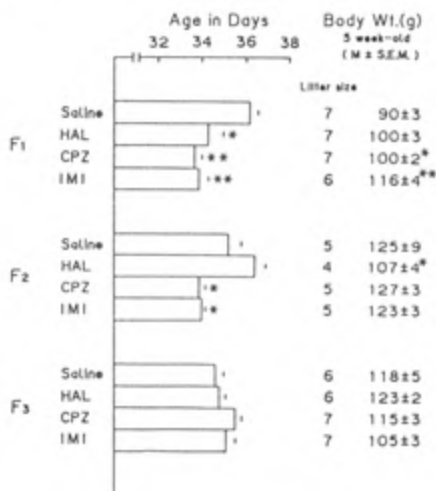 Age in Days Body Wt.(g)
32 34 36 38 5 week-old
(M ± S.E.M.)
Litter size
F1
Saline 7 90±3
HAL * 7 100±3
CPZ ** 7 100±2*
IMI ** 6 116±4**
F2
Saline 5 125±9
HAL 4 107±4*
CPZ * 5 127±3
IMI * 5 123±3
F3
Saline 6 118±5
HAL 6 123±2
CPZ 7 115±3
IMI 7 105±3